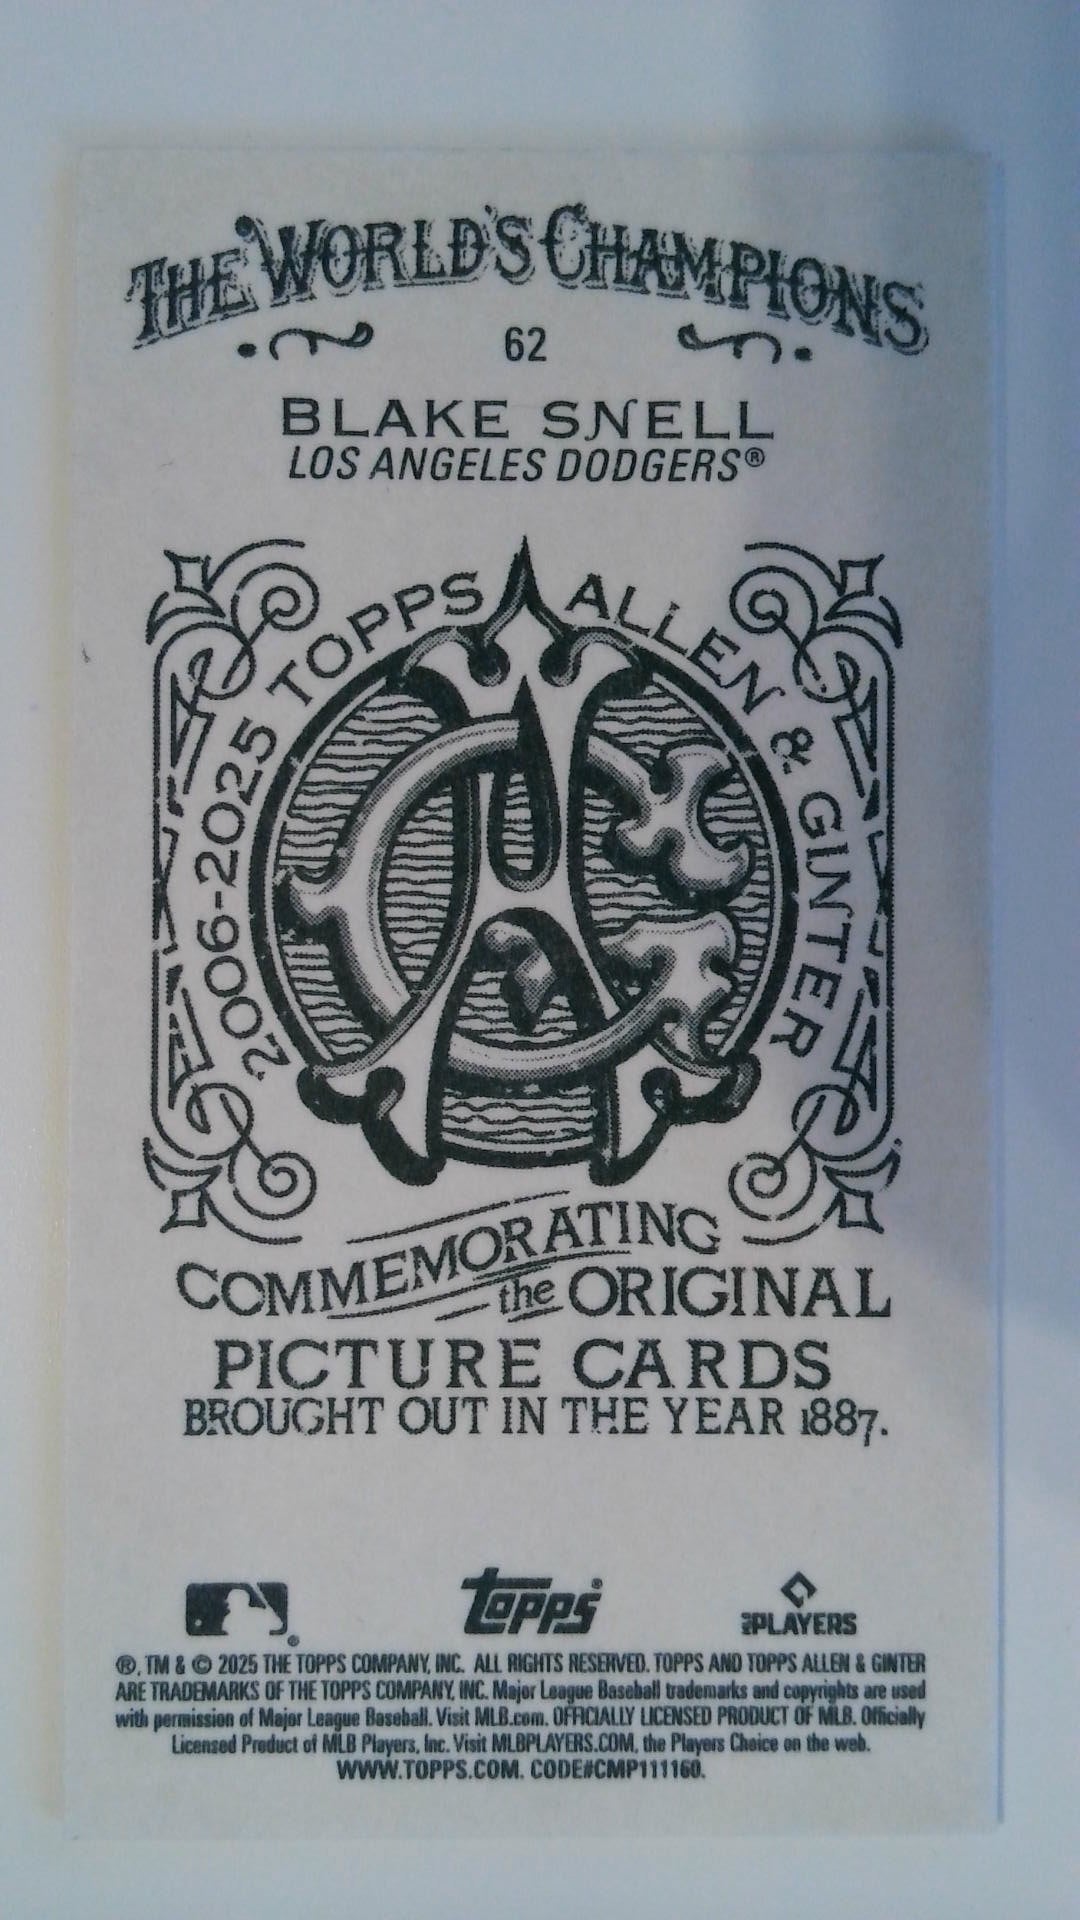 THE WORLD'S CHAMPIONS
62
BLAKE SNELL
LOS ANGELES DODGERS®
2006-2025 TOPPS ALLEN & GINTER
COMMEMORATING
the ORIGINAL
PICTURE CARDS
BROUGHT OUT IN THE YEAR 1887.
topps
PLAYERS
®, TM & © 2025 THE TOPPS COMPANY, INC. ALL RIGHTS RESERVED. TOPPS AND TOPPS ALLEN & GINTER
ARE TRADEMARKS OF THE TOPPS COMPANY, INC. Major League Baseball trademarks and copyrights are used
with permission of Major League Baseball. Visit MLB.com. OFFICIALLY LICENSED PRODUCT OF MLB. Officially
Licensed Product of MLB Players, Inc. Visit MLBPLAYERS.COM, the Players Choice on the web.
WWW.TOPPS.COM. CODE#CMP111160.